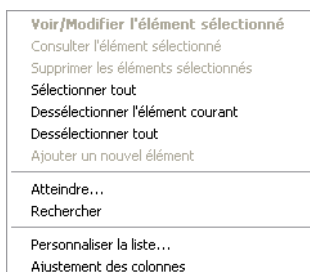 Voir/Modifier l'élément sélectionné
Consulter l'élément sélectionné
Supprimer les éléments sélectionnés
Sélectionner tout
Dessélectionner l'élément courant
Dessélectionner tout
Ajouter un nouvel élément
Atteindre...
Rechercher
Personnaliser la liste...
Ajustement des colonnes